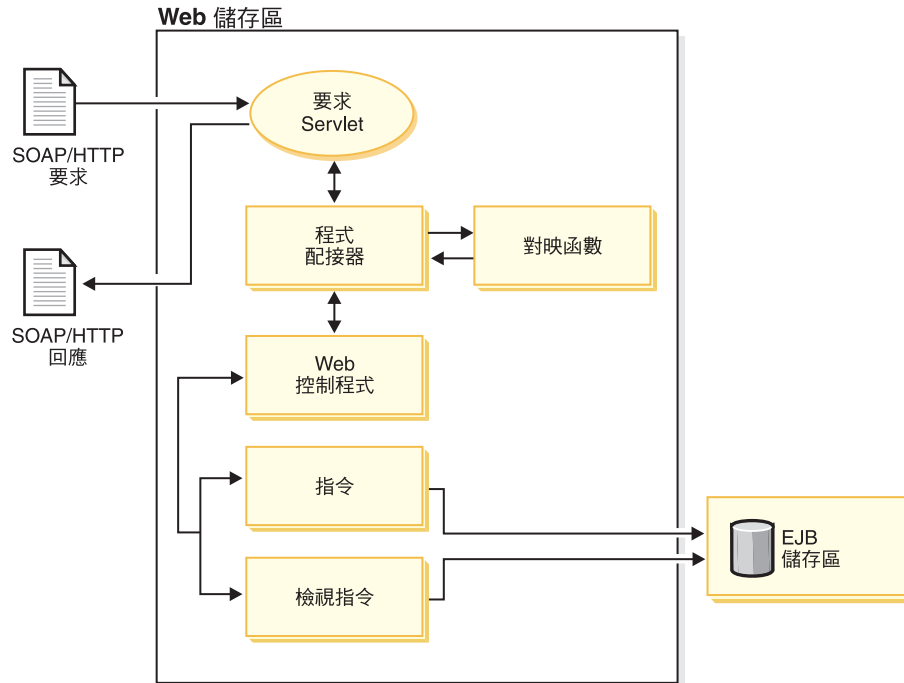 Web 儲存區
要求
Servlet
SOAP/HTTP
要求
程式
配接器
對映函數
SOAP/HTTP
回應
Web
控制程式
指令
EJB
儲存區
檢視指令